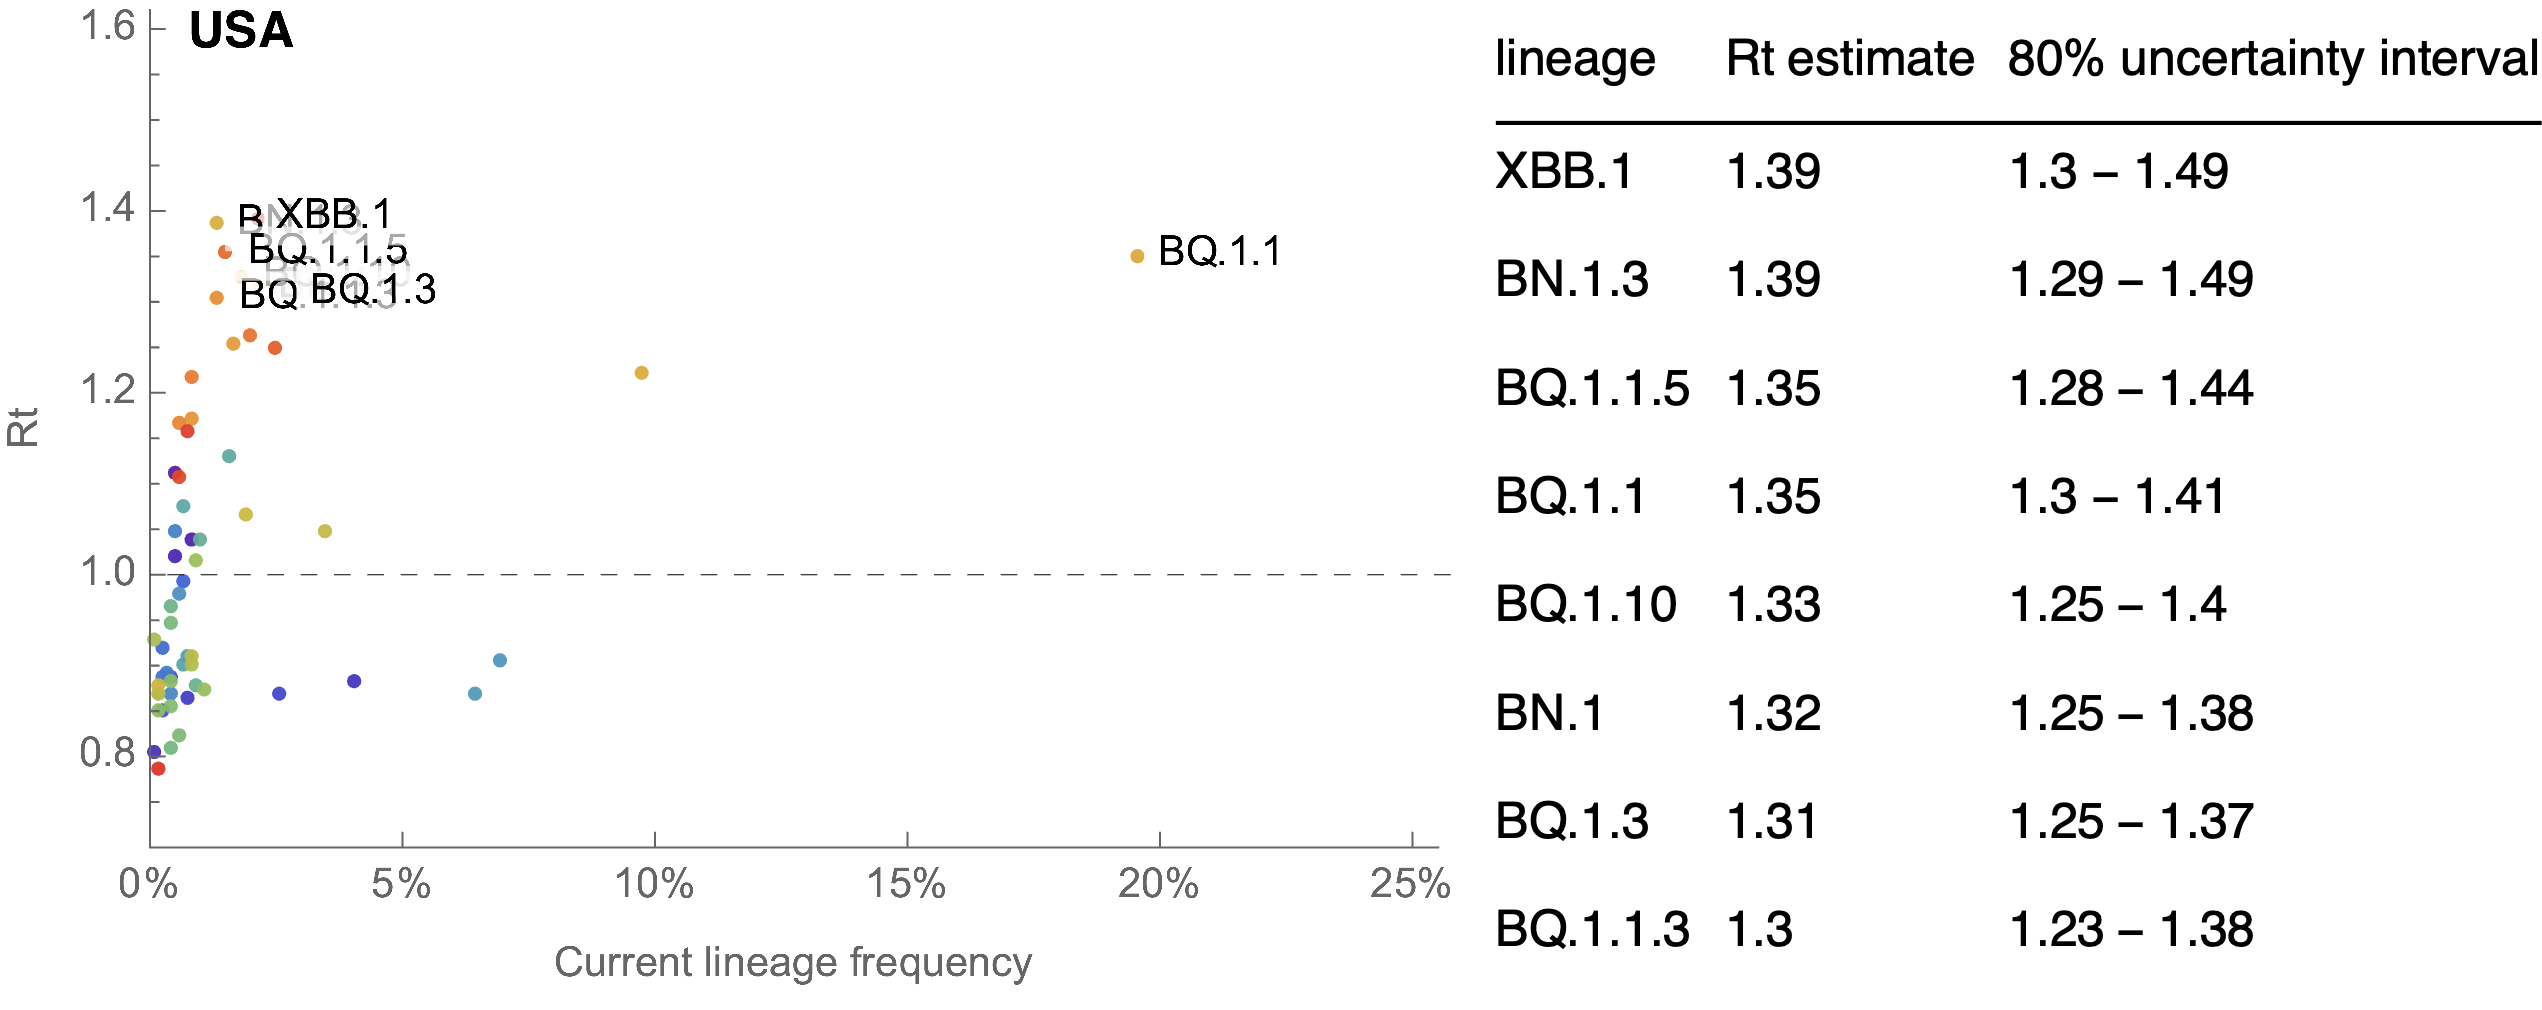 USA
1.6
1.4
1.2
1.0
0.8
Rt
XBB.1
BQ.1.1.5
BQ.1.3
BQ.1.1
0% 5% 10% 15% 20% 25%
Current lineage frequency
lineage Rt estimate 80% uncertainty interval
XBB.1 1.39 1.3 – 1.49
BN.1.3 1.39 1.29 – 1.49
BQ.1.1.5 1.35 1.28 – 1.44
BQ.1.1 1.35 1.3 – 1.41
BQ.1.10 1.33 1.25 – 1.4
BN.1 1.32 1.25 – 1.38
BQ.1.3 1.31 1.25 – 1.37
BQ.1.1.3 1.3 1.23 – 1.38